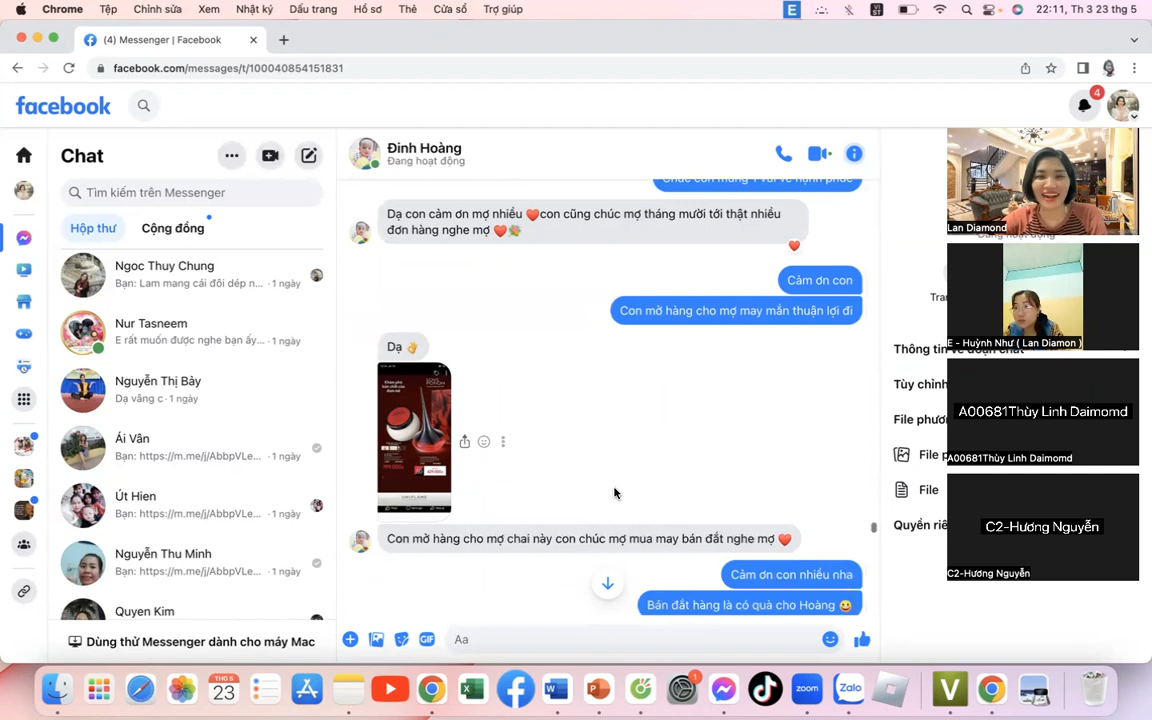 Chrome Tệp Chỉnh sửa Xem Nhật ký Dấu trang Hồ sơ Thẻ Cửa sổ Trợ giúp
22:11, Th 3 23 thg 5
(4) Messenger | Facebook
facebook.com/messages/t/100040854151831
facebook
4
Chat
Tìm kiếm trên Messenger
Hộp thư Cộng đồng
Ngoc Thuy Chung
Bạn: Lam mang cái đôi dép n... · 1 ngày
Nur Tasneem
E rất muốn được nghe bạn ấy... · 1 ngày
Nguyễn Thị Bảy
Dạ vâng c · 1 ngày
Ái Vân
Bạn: https://m.me/j/AbbpVLe... · 1 ngày
Út Hien
Bạn: https://m.me/j/AbbpVLe... · 1 ngày
Nguyễn Thu Minh
Bạn: https://m.me/j/AbbpVLe... · 1 ngày
Quyen Kim
Dùng thử Messenger dành cho máy Mac
Đinh Hoàng
Đang hoạt động
Dạ con cảm ơn mợ nhiều ❤️con cũng chúc mợ tháng mười tới thật nhiều
đơn hàng nghe mợ ❤️💐
Cảm ơn con
Con mở hàng cho mợ may mắn thuận lợi đi
Dạ 👌
Con mở hàng cho mợ chai này con chúc mợ mua may bán đắt nghe mợ ❤️
Cảm ơn con nhiều nha
Bán đắt hàng là có quà cho Hoàng 😅
Aa
GIF
Thông tin về đoạn chat
Tùy chỉnh
File phươn
File p
File
Quyền riê
Lan Diamond
E - Huỳnh Như ( Lan Diamon )
A00681Thùy Linh Daimomd
A00681Thùy Linh Daimomd
C2-Hương Nguyễn
C2-Hương Nguyễn
THG 5
23
zoom
Zalo